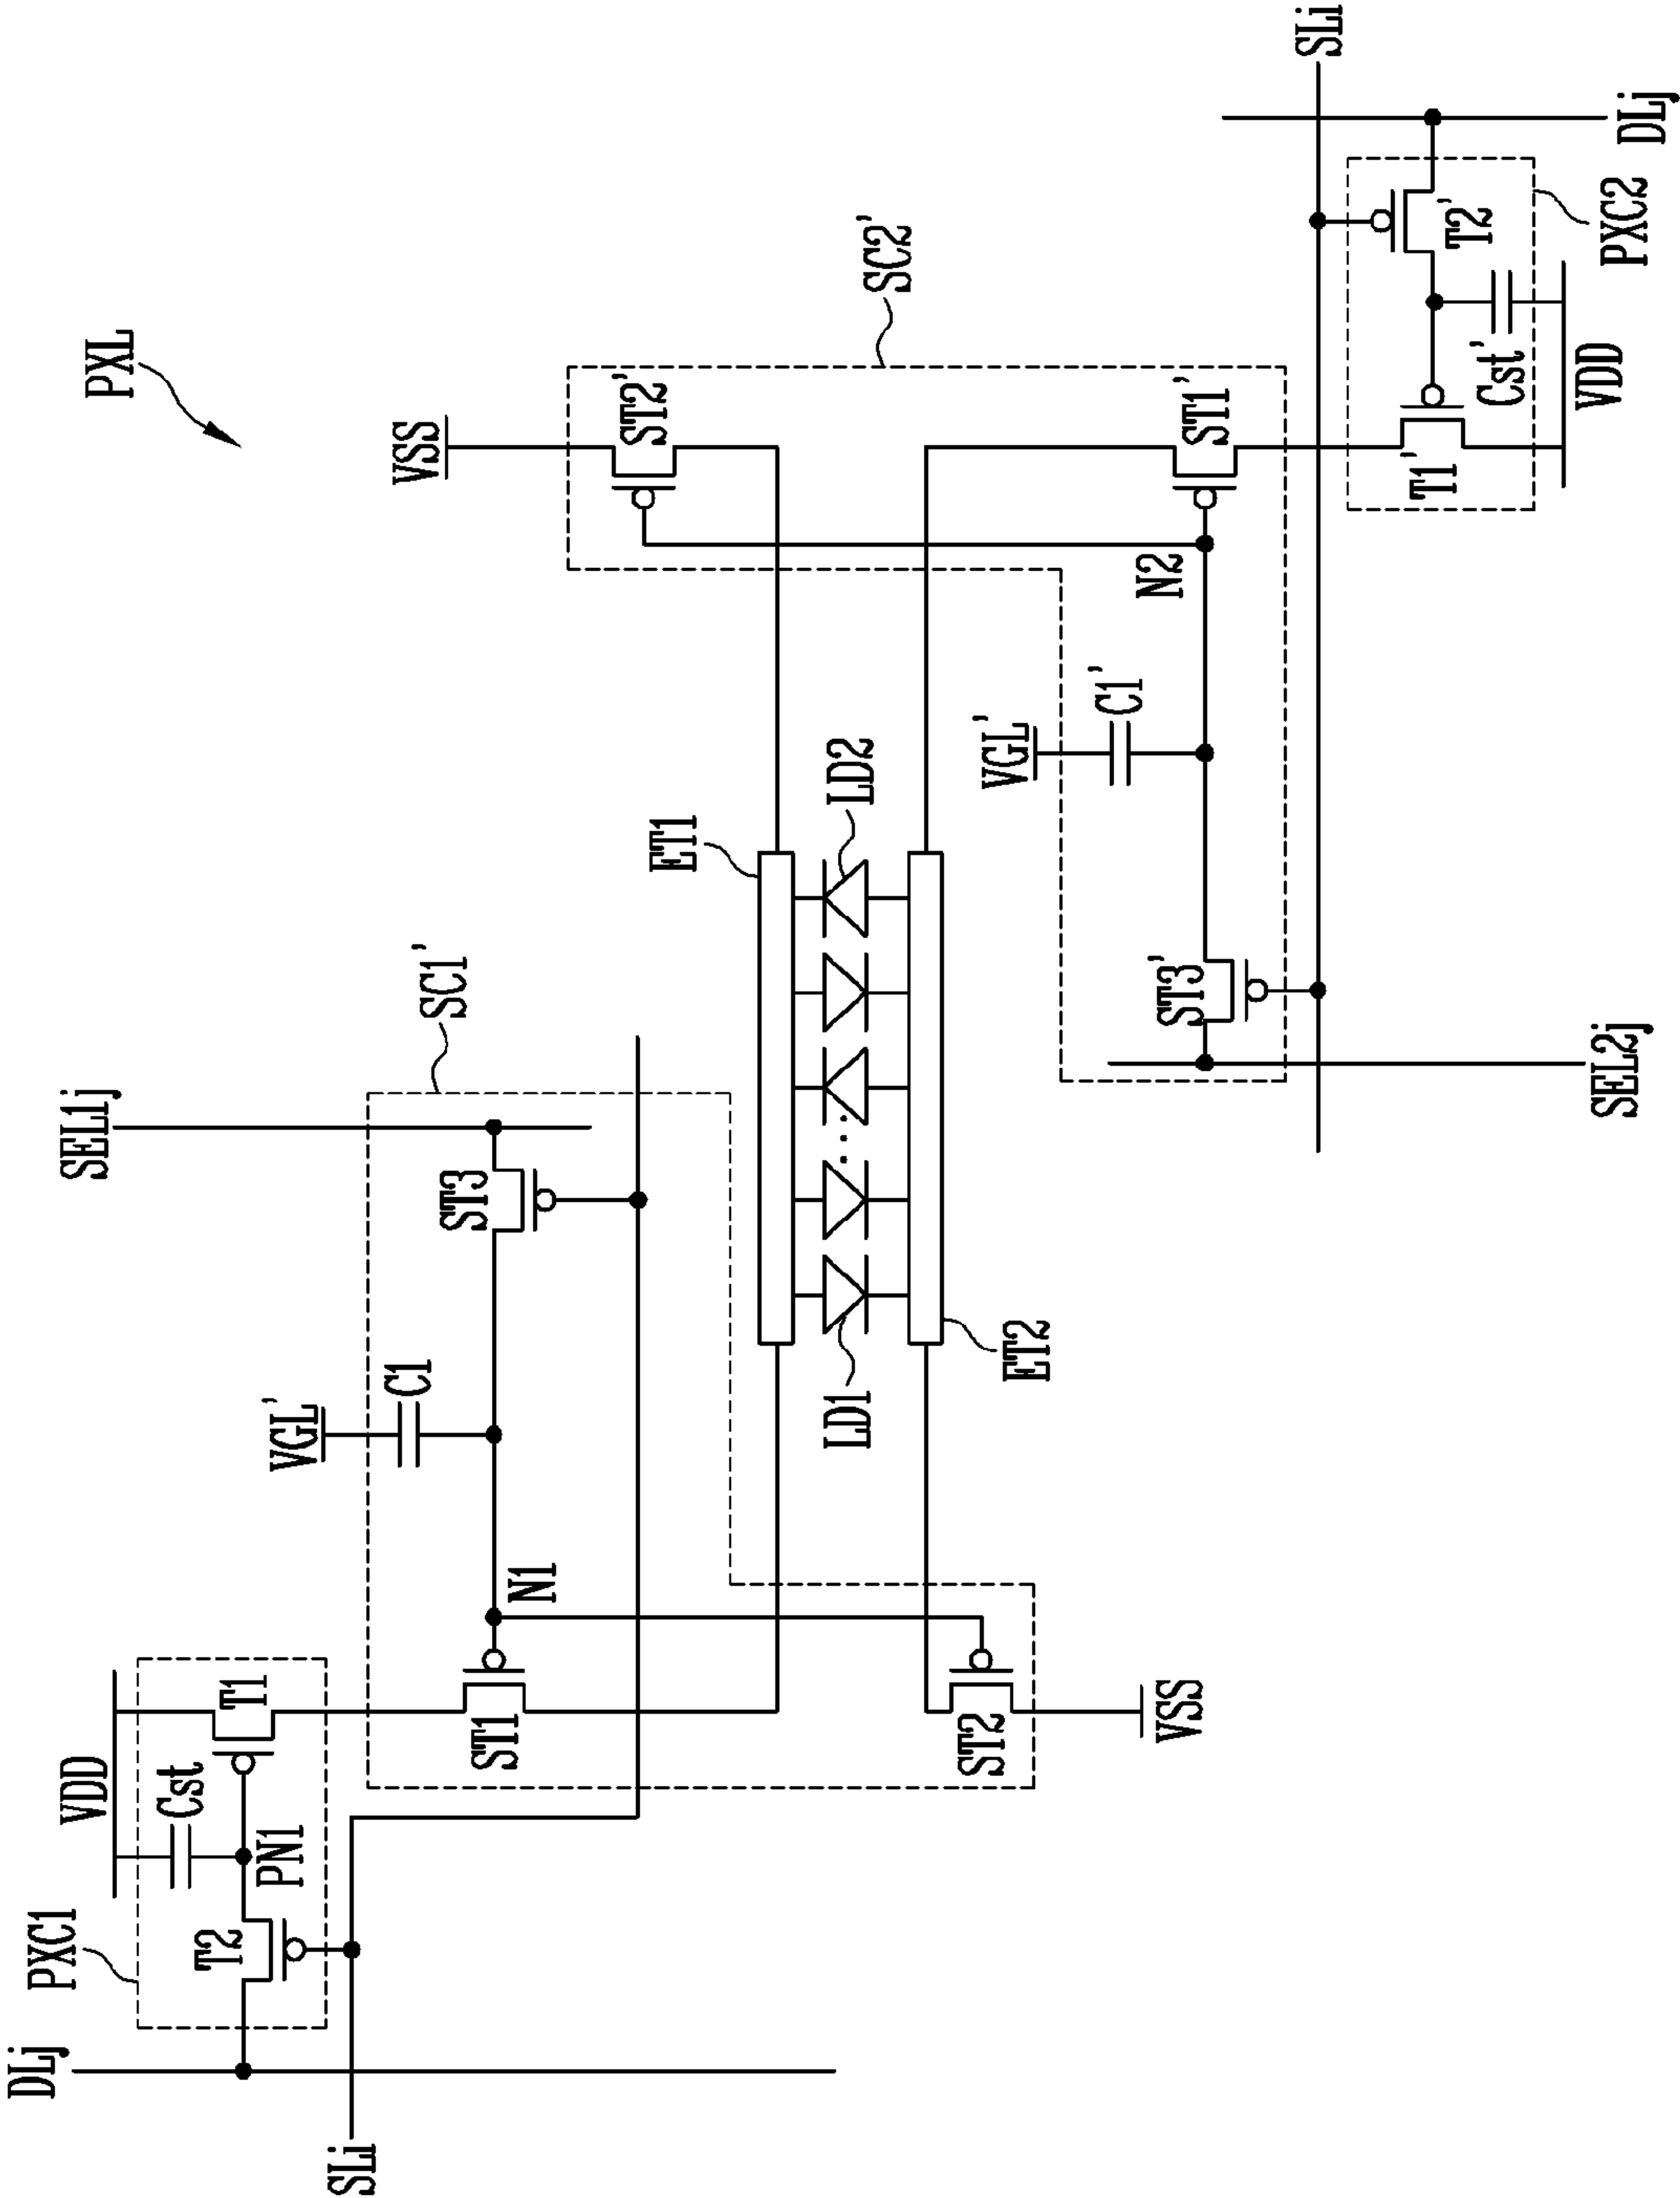 PXL
DLj
PXC1
VDD
SEL1j
SLi
T2
Cst
T1
PN1
VGL'
SC1'
C1
ST3
N1
ST1
ST2
VSS
ET1
LD1
LD2
ET2
VSS
ST2'
SC2'
VGL'
C1'
N2
ST3'
ST1'
SEL2j
SLi
T1'
T2'
Cst'
VDD
PXC2
DLj